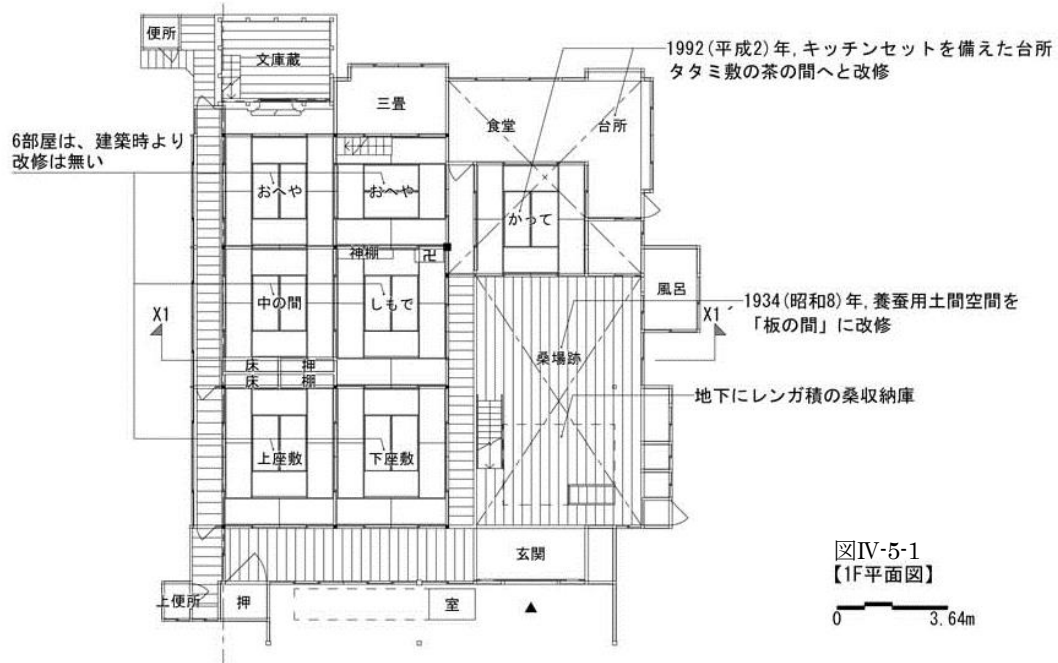 便所
文庫蔵
1992(平成2)年,キッチンセットを備えた台所
タタミ敷の茶の間へと改修
三畳
食堂
台所
6部屋は、建築時より
改修は無い
おへや
おへや
かって
神棚
卍
中の間
しもで
風呂
X1
X1
1934(昭和8)年,養蚕用土間空間を
「板の間」に改修
桑場跡
床
押
床
棚
地下にレンガ積の桑収納庫
上座敷
下座敷
玄関
上便所
押
室
図Ⅳ-5-1
【1F平面図】
0
3.64m